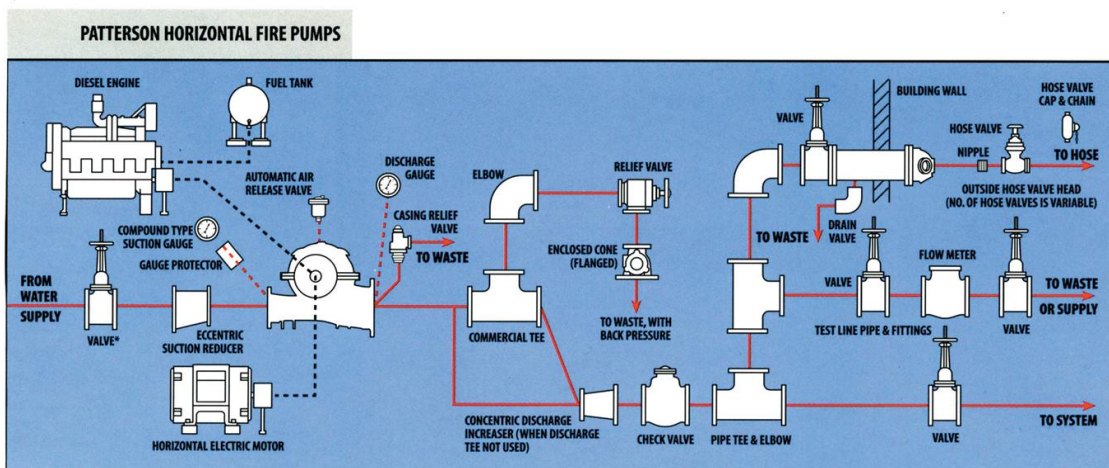 PATTERSON HORIZONTAL FIRE PUMPS
DIESEL ENGINE
FUEL TANK
AUTOMATIC AIR
RELEASE VALVE
COMPOUND TYPE
SUCTION GAUGE
GAUGE PROTECTOR
DISCHARGE
GAUGE
CASING RELIEF
VALVE
TO WASTE
FROM
WATER
SUPPLY
VALVE*
ECCENTRIC
SUCTION REDUCER
HORIZONTAL ELECTRIC MOTOR
ELBOW
COMMERCIAL TEE
RELIEF VALVE
ENCLOSED CONE
(FLANGED)
TO WASTE, WITH
BACK PRESSURE
CONCENTRIC DISCHARGE
INCREASER (WHEN DISCHARGE
TEE NOT USED)
CHECK VALVE
PIPE TEE & ELBOW
VALVE
BUILDING WALL
HOSE VALVE
CAP & CHAIN
HOSE VALVE
NIPPLE
TO HOSE
OUTSIDE HOSE VALVE HEAD
(NO. OF HOSE VALVES IS VARIABLE)
TO WASTE
DRAIN
VALVE
VALVE
FLOW METER
TO WASTE
OR SUPPLY
TEST LINE PIPE & FITTINGS
VALVE
VALVE
TO SYSTEM